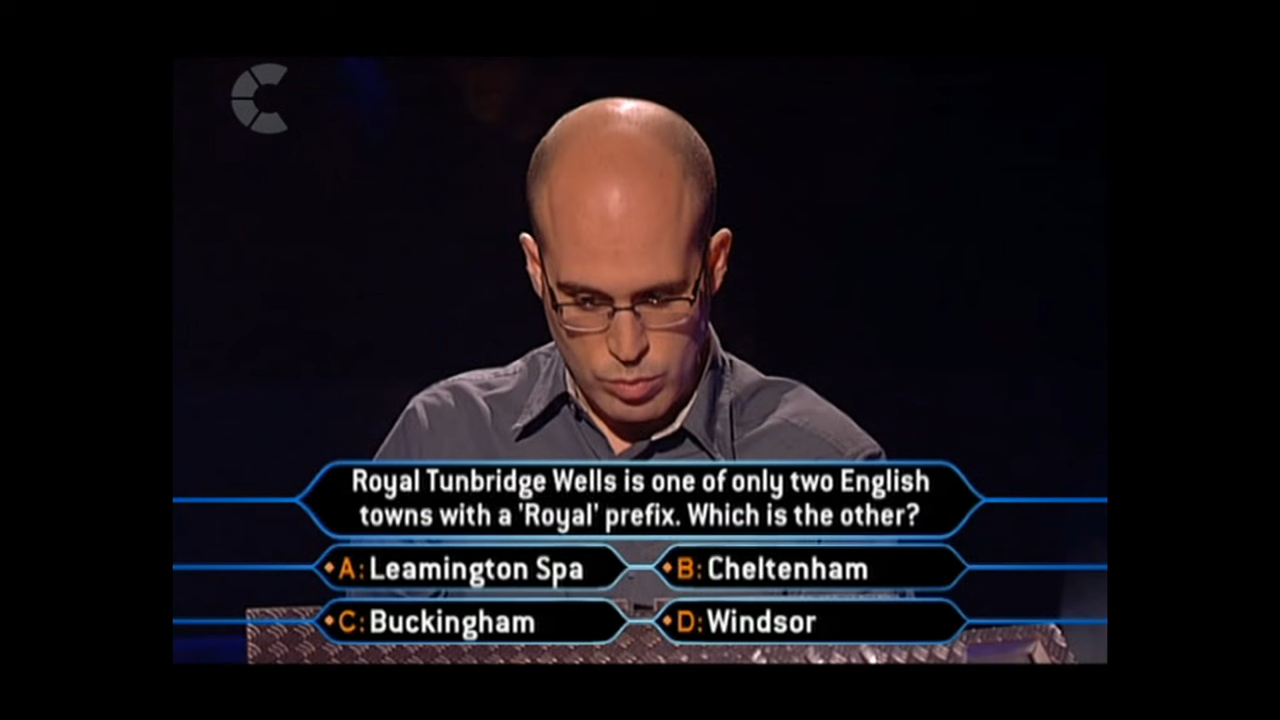 Royal Tunbridge Wells is one of only two English
towns with a 'Royal' prefix. Which is the other?
A: Leamington Spa
B: Cheltenham
C: Buckingham
D: Windsor